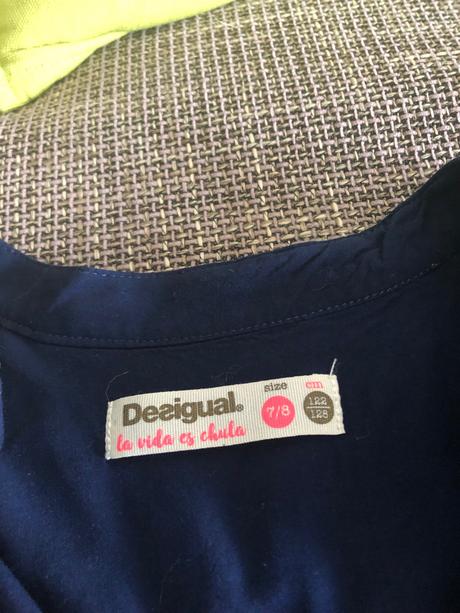 Desigual.
la vida es chula
size
7/8
cm
122
128